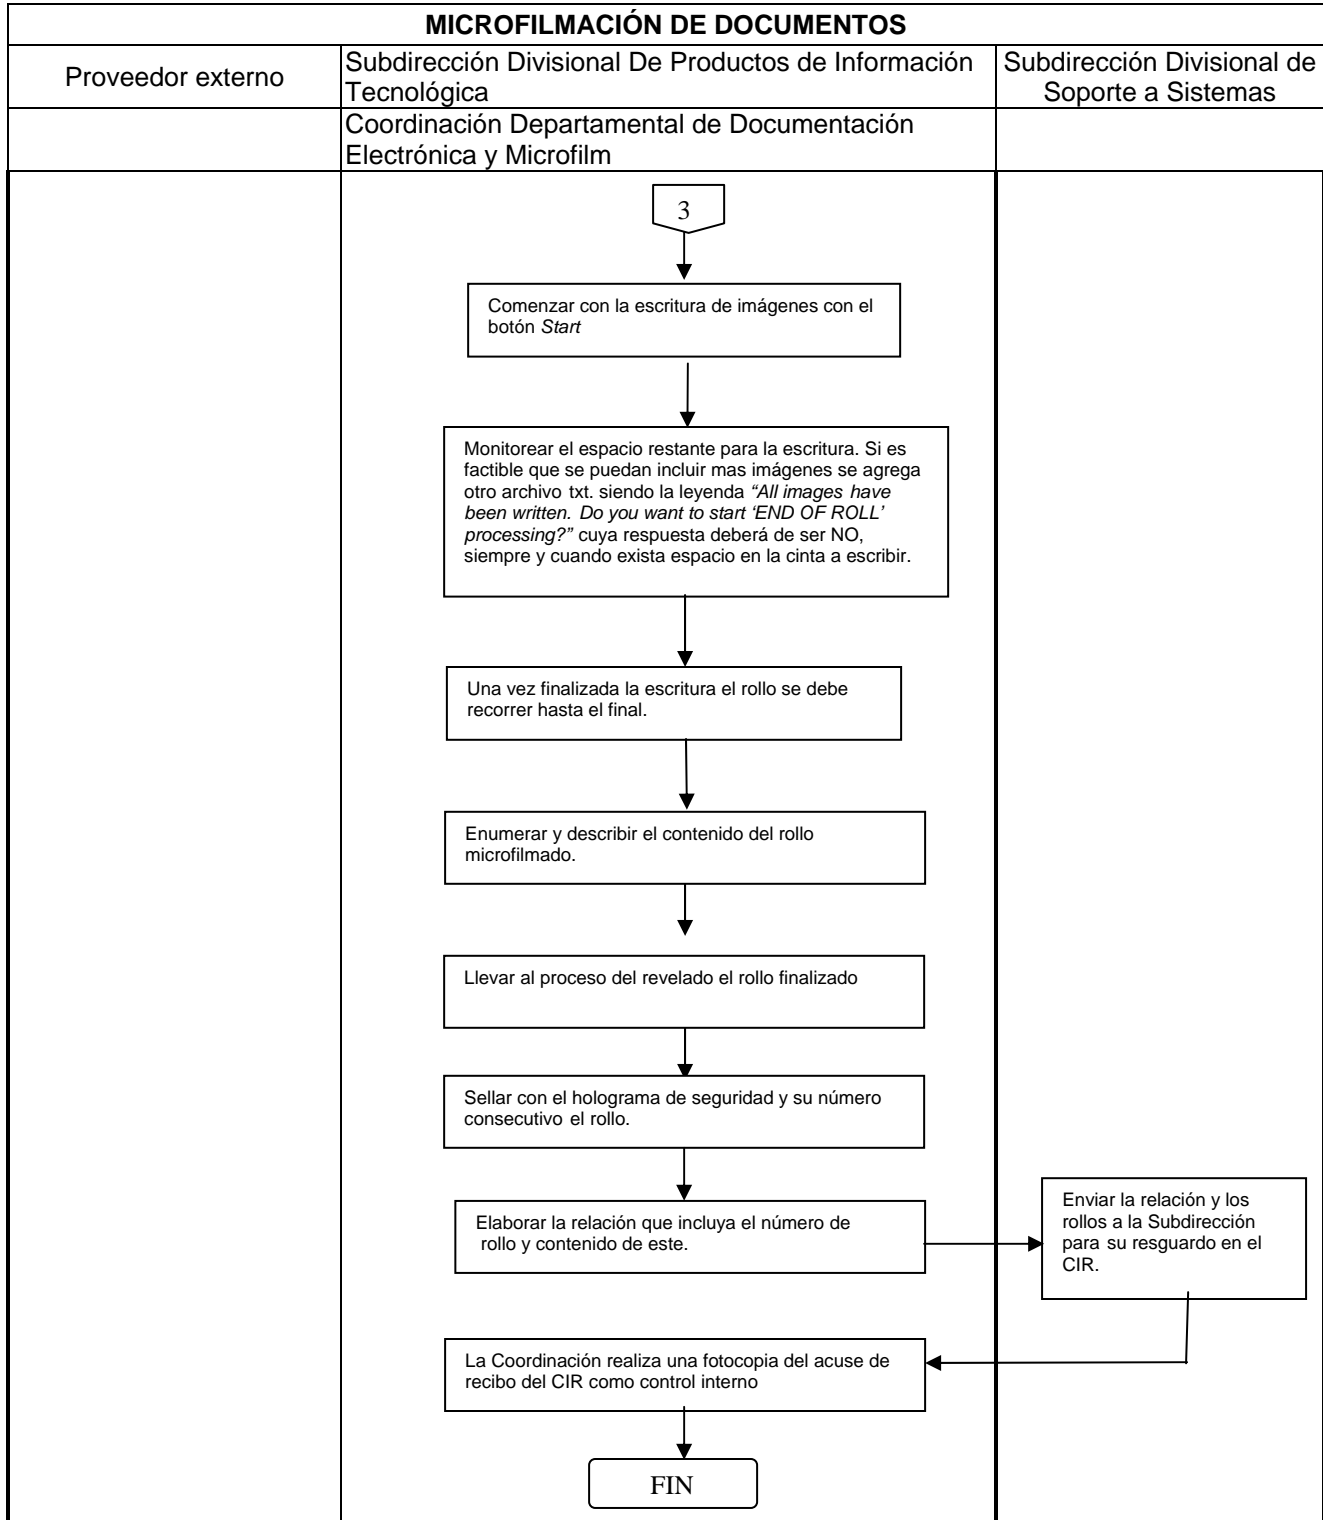 MICROFILMACIÓN DE DOCUMENTOS
Proveedor externo
Subdirección Divisional De Productos de Información
Tecnológica
Subdirección Divisional de
Soporte a Sistemas
Coordinación Departamental de Documentación
Electrónica y Microfilm
3
Comenzar con la escritura de imágenes con el
botón Start
Monitorear el espacio restante para la escritura. Si es
factible que se puedan incluir mas imágenes se agrega
otro archivo txt. siendo la leyenda “All images have
been written. Do you want to start ‘END OF ROLL’
processing?” cuya respuesta deberá de ser NO,
siempre y cuando exista espacio en la cinta a escribir.
Una vez finalizada la escritura el rollo se debe
recorrer hasta el final.
Enumerar y describir el contenido del rollo
microfilmado.
Llevar al proceso del revelado el rollo finalizado
Sellar con el holograma de seguridad y su número
consecutivo el rollo.
Elaborar la relación que incluya el número de
rollo y contenido de este.
Enviar la relación y los
rollos a la Subdirección
para su resguardo en el
CIR.
La Coordinación realiza una fotocopia del acuse de
recibo del CIR como control interno
FIN